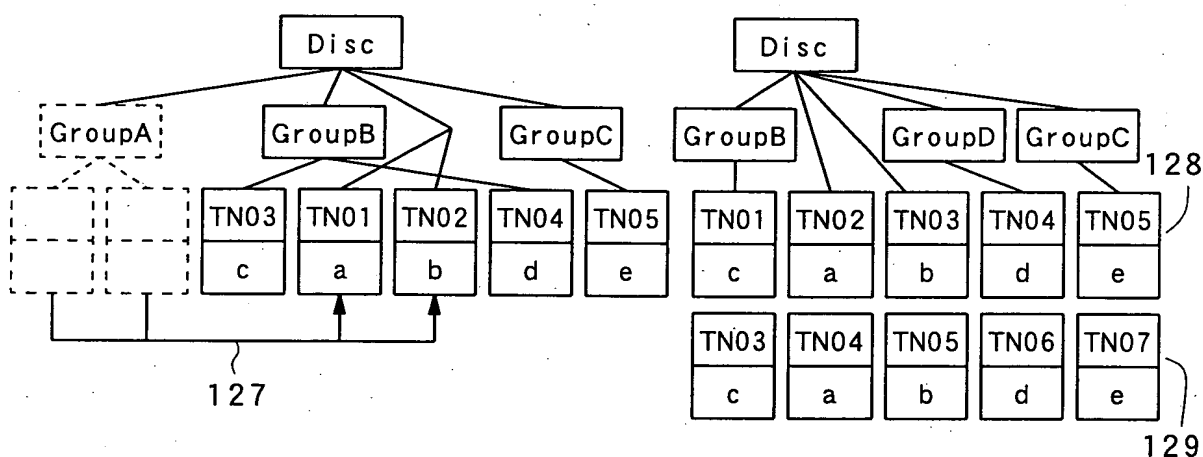 Disc Disc
GroupA GroupB GroupC GroupB GroupD GroupC
128
TN03 TN01 TN02 TN04 TN05 TN01 TN02 TN03 TN04 TN05
c a b d e c a b d e
TN03 TN04 TN05 TN06 TN07
127 c a b d e
129